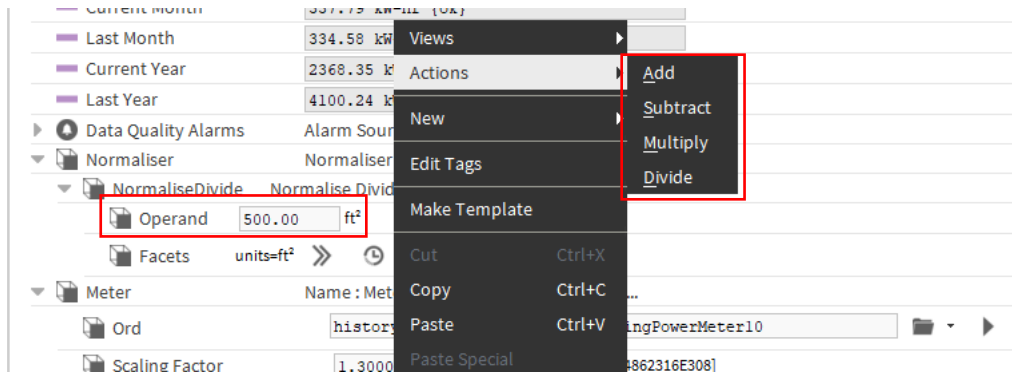 Current Month 337.79 kW-hr {ok}
Last Month 334.58 kW Views
Current Year 2368.35 k Actions Add
Last Year 4100.24 k Subtract
New
Data Quality Alarms Alarm Sour Multiply
Normaliser Normaliser Edit Tags Divide
NormaliseDivide Normalise Divid
Operand 500.00 ft² Make Template
Facets units=ft² Cut Ctrl+X
Meter Name : Met Copy Ctrl+C ...
Ord history Paste Ctrl+V ingPowerMeter10
Scaling Factor 1.3000 Paste Special 4862316E308]